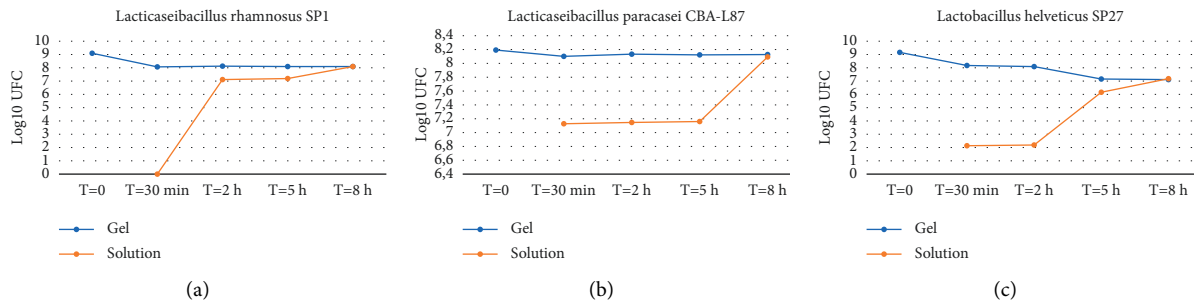 Lacticaseibacillus rhamnosus SP1
Log10 UFC
10
9
8
7
6
5
4
3
2
1
0
T=0 T=30 min T=2 h T=5 h T=8 h
Gel
Solution
(a)
Lacticaseibacillus paracasei CBA-L87
Log10 UFC
8,4
8,2
8
7,8
7,6
7,4
7,2
7
6,8
6,6
6,4
T=0 T=30 min T=2 h T=5 h T=8 h
Gel
Solution
(b)
Lactobacillus helveticus SP27
Log10 UFC
10
9
8
7
6
5
4
3
2
1
0
T=0 T=30 min T=2 h T=5 h T=8 h
Gel
Solution
(c)